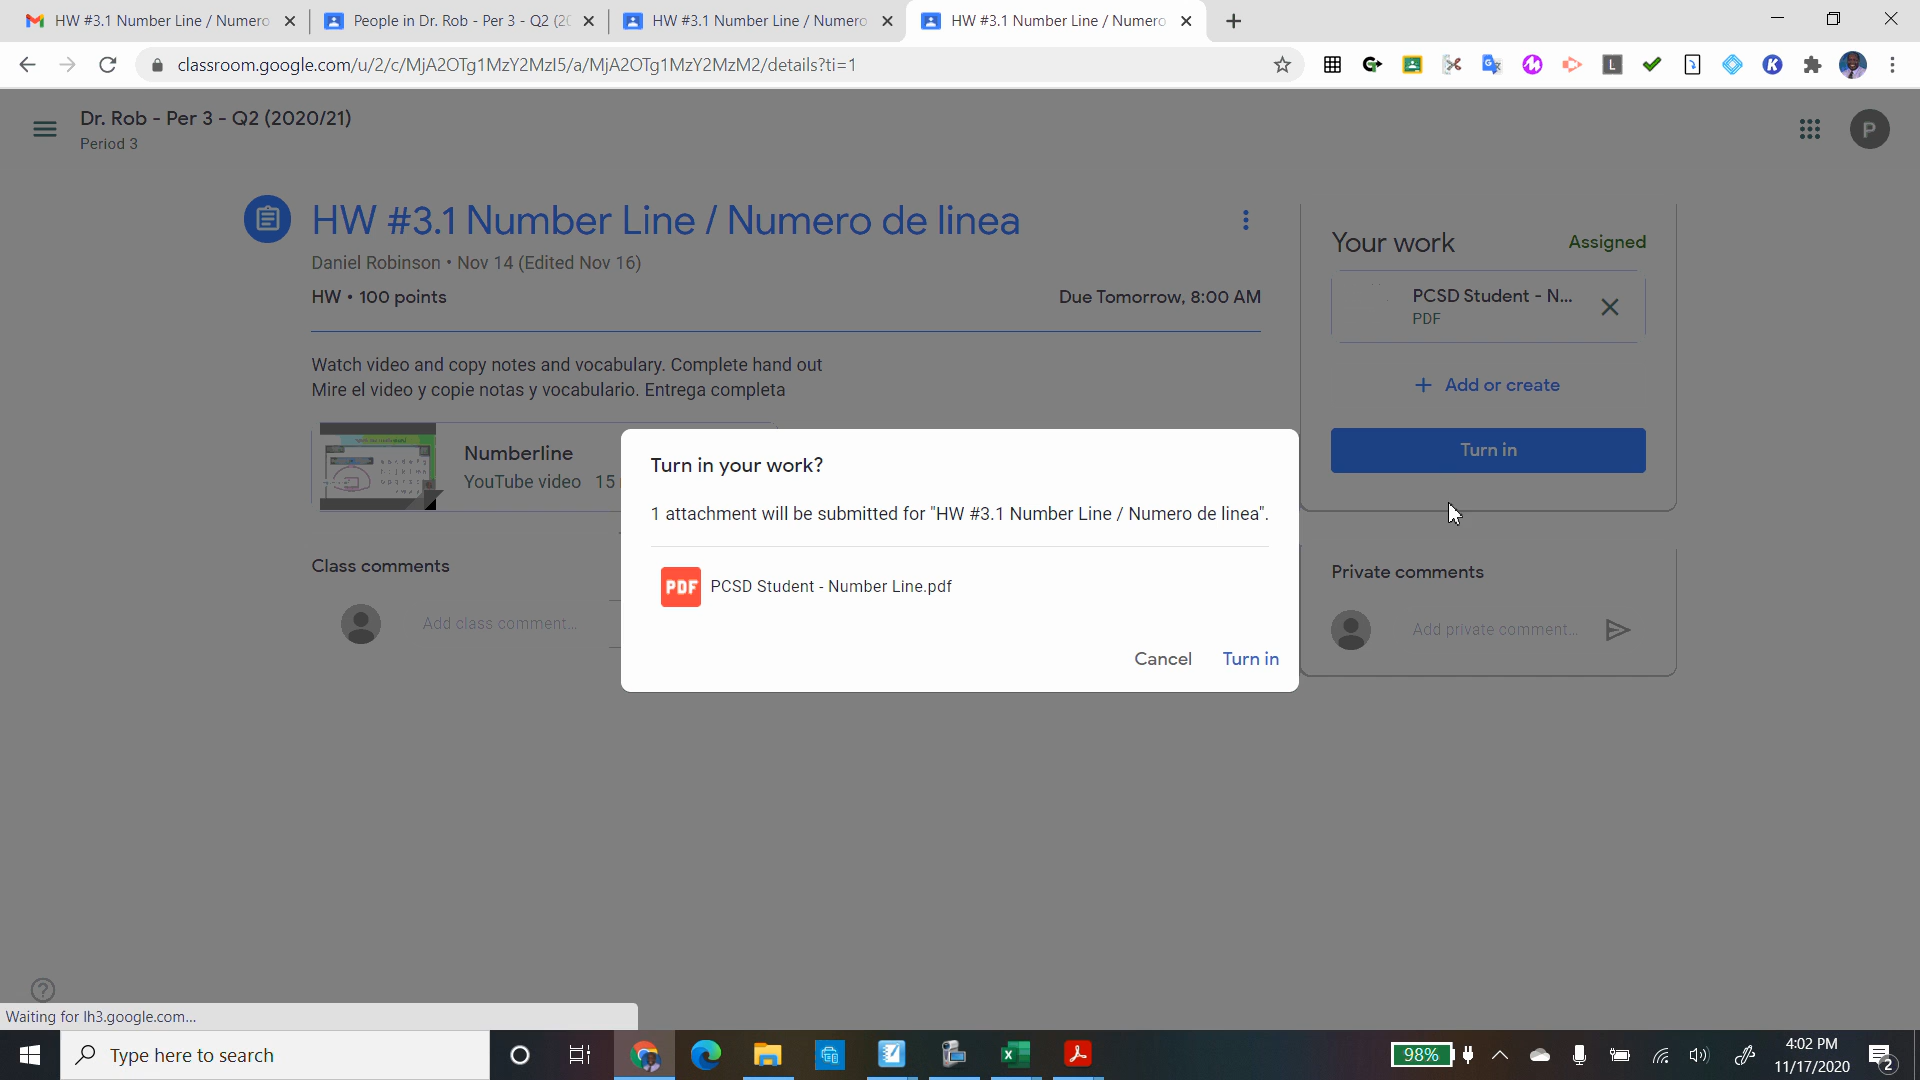 HW #3.1 Number Line / Numero
People in Dr. Rob - Per 3 - Q2 (20
HW #3.1 Number Line / Numero
HW #3.1 Number Line / Numero
classroom.google.com/u/2/c/MjA2OTg1MzY2MzI5/a/MjA2OTg1MzY2MzM2/details?ti=1
Dr. Rob - Per 3 - Q2 (2020/21)
Period 3
P
HW #3.1 Number Line / Numero de linea
Daniel Robinson • Nov 14 (Edited Nov 16)
HW • 100 points
Due Tomorrow, 8:00 AM
Watch video and copy notes and vocabulary. Complete hand out
Mire el video y copie notas y vocabulario. Entrega completa
Numberline
YouTube video 15
Class comments
Add class comment...
Your work
Assigned
PCSD Student - N...
PDF
+ Add or create
Turn in
Private comments
Add private comment...
Turn in your work?
1 attachment will be submitted for "HW #3.1 Number Line / Numero de linea".
PDF
PCSD Student - Number Line.pdf
Cancel
Turn in
Waiting for lh3.google.com...
Type here to search
98%
4:02 PM
11/17/2020
2